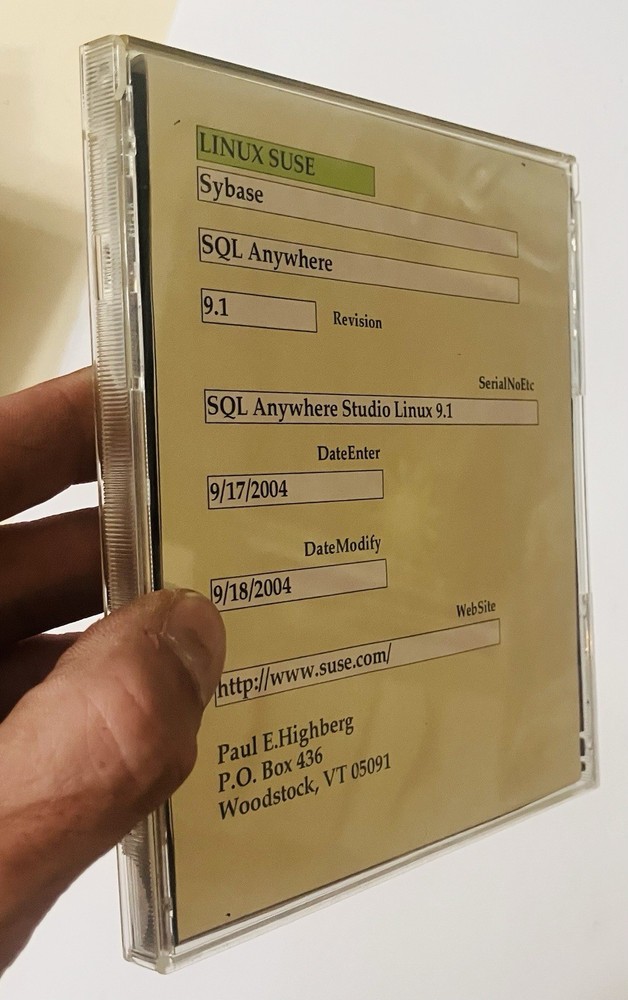 LINUX SUSE
Sybase
SQL Anywhere
9.1 Revision
SerialNoEtc
SQL Anywhere Studio Linux 9.1
DateEnter
9/17/2004
DateModify
9/18/2004
WebSite
http://www.suse.com/
Paul E.Highberg
P.O. Box 436
Woodstock, VT 05091